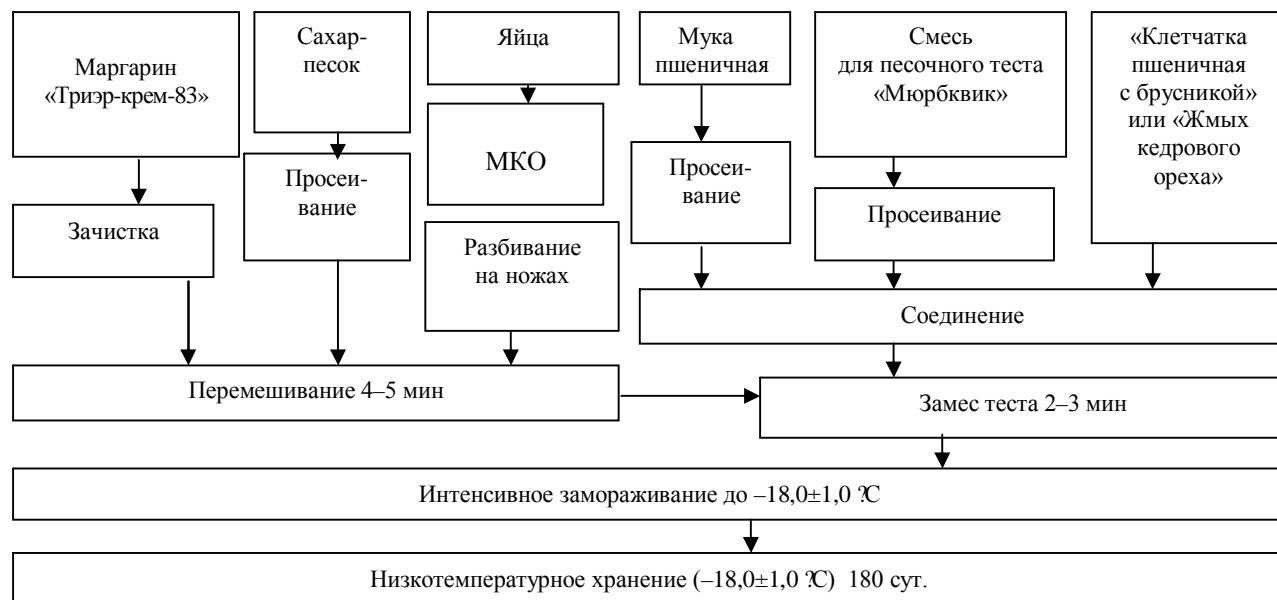 Маргарин
«Триэр-крем-83»
Сахар-
песок
Яйца
Мука
пшеничная
Смесь
для песочного теста
«Мюрбквик»
«Клетчатка
пшеничная
с брусникой»
или «Жмых
кедрового
ореха»
Зачистка
Просеи-
вание
МКО
Разбивание
на ножах
Просеи-
вание
Просеивание
Соединение
Перемешивание 4–5 мин
Замес теста 2–3 мин
Интенсивное замораживание до –18,0±1,0 ?С
Низкотемпературное хранение (–18,0±1,0 ?С) 180 сут.